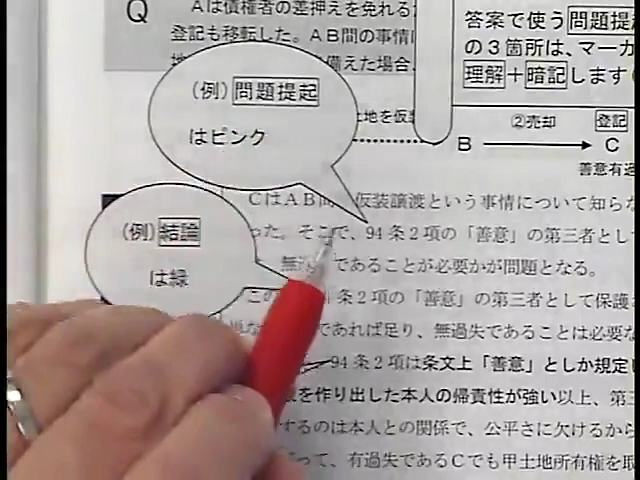 Q
Aは債権者の差押えを免れる
登記も移転した。AB間の事情
備えた場合、
答案で使う問題提
の3箇所は、マーカ
理解＋暗記します
(例)問題提起
はピンク
土地を仮
B
②売却
登記
C
善意有過
CはAB間 仮装譲渡という事情について知らな
った。そこで、94条2項の「善意」の第三者とし
無過 であることが必要かが問題となる。
(例)結論
は緑
この 条2項の「善意」の第三者として保護
であれば足り、無過失であることは必要な
94条2項は条文上「善意」としか規定し
を作り出した本人の帰責性が強い以上、第三
するのは本人との関係で、公平さに欠けるから
って、有過失であるCでも甲土地所有権を取